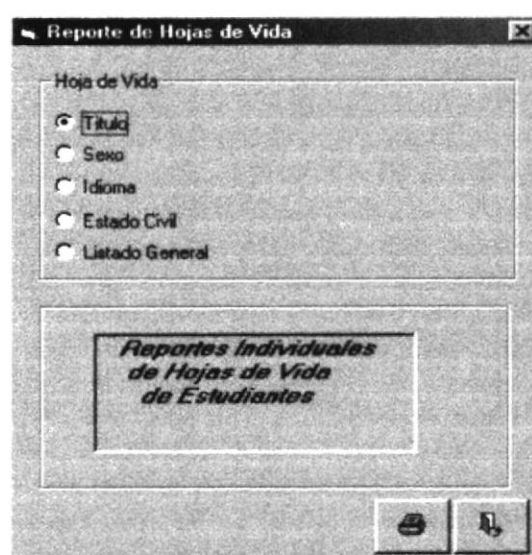 Reporte de Hojas de Vida
Hoja de Vida
Titulo
Sexo
Idioma
Estado Civil
Listado General
Reportes Individuales
de Hojas de Vida
de Estudiantes